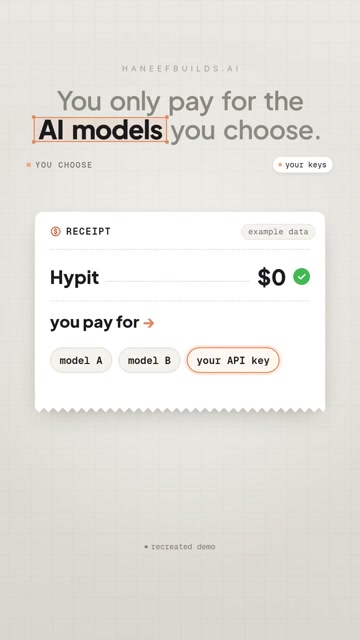 HANEEFBUILDS.AI
You only pay for the
AI models you choose.
YOU CHOOSE
your keys
RECEIPT
example data
Hypit
$0
you pay for →
model A
model B
your API key
recreated demo